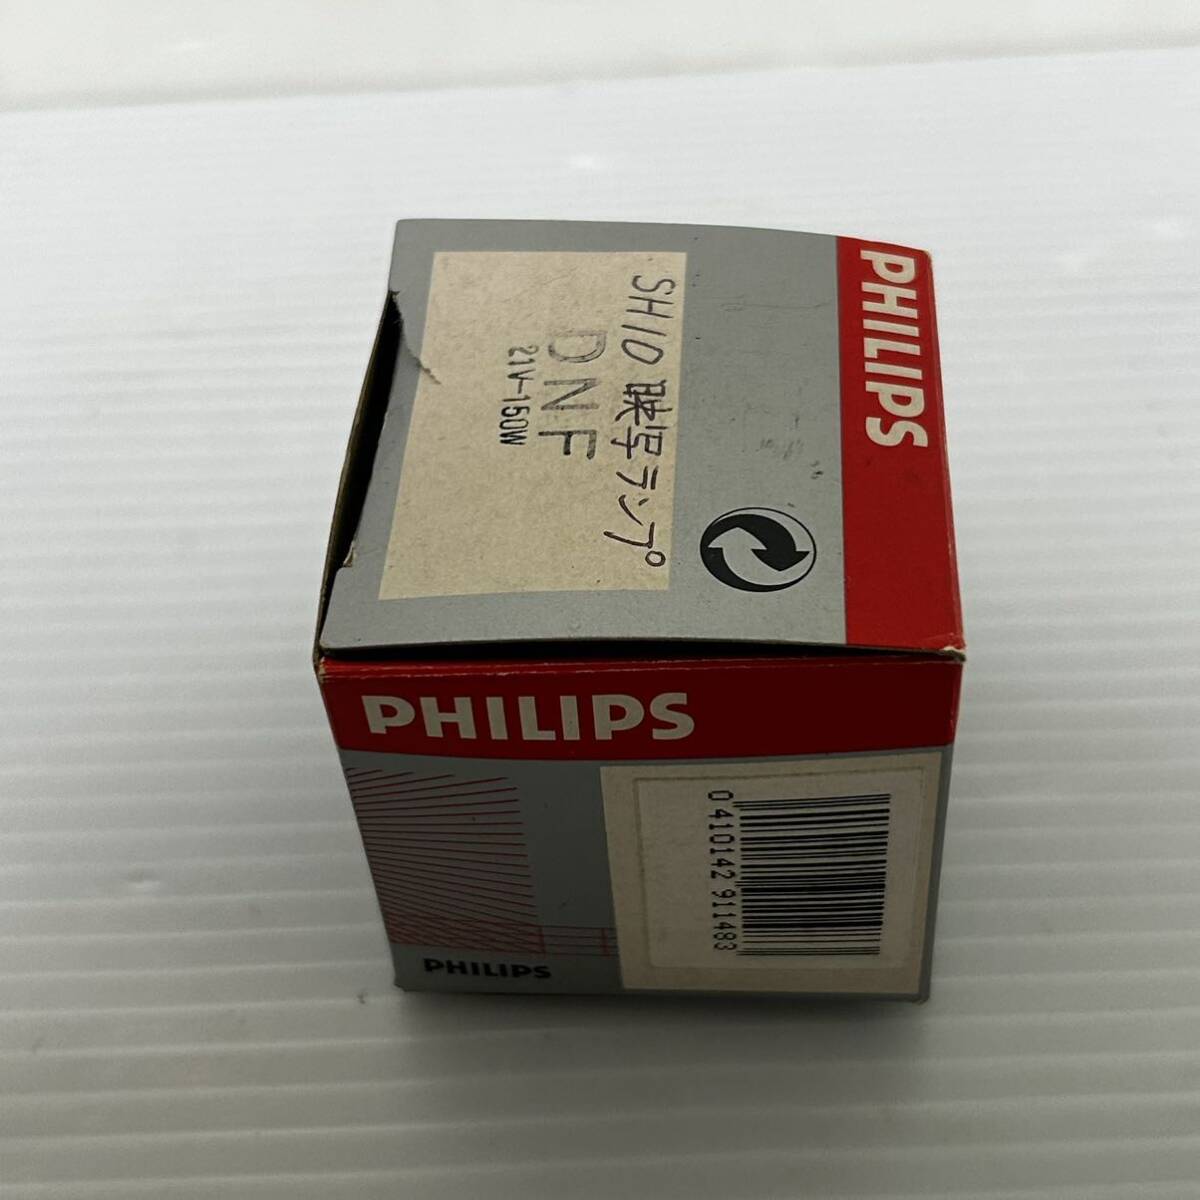 PHILIPS
SH10 映写ランプ
DNF
21V-150W
PHILIPS
0 410142 911483
PHILIPS